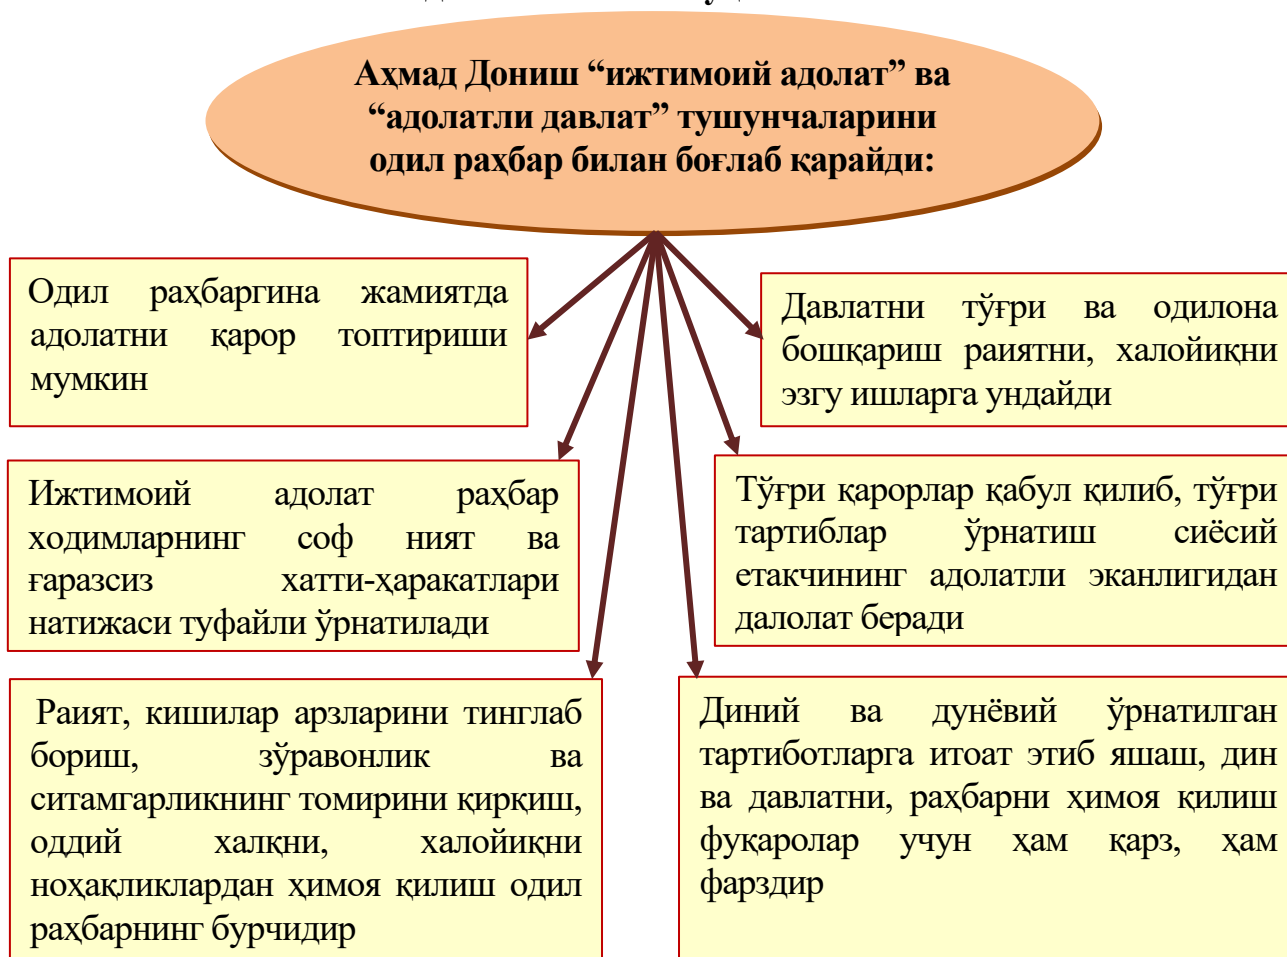 Аҳмад Дониш “ижтимоий адолат” ва
“адолатли давлат” тушунчаларини
одил раҳбар билан боғлаб қарайди:
Одил раҳбаргина жамиятда
адолатни қарор топтириши
мумкин
Давлатни тўғри ва одилона
бошқариш раиятни, халойиқни
эзгу ишларга ундайди
Ижтимоий адолат раҳбар
ходимларнинг соф ният ва
ғаразсиз хатти-ҳаракатлари
натижаси туфайли ўрнатилади
Тўғри қарорлар қабул қилиб, тўғри
тартиблар ўрнатиш сиёсий
етакчининг адолатли эканлигидан
далолат беради
Раият, кишилар арзларини тинглаб
бориш, зўравонлик ва
ситамгарликнинг томирини қирқиш,
оддий халқни, халойиқни
ноҳақликлардан ҳимоя қилиш одил
раҳбарнинг бурчидир
Диний ва дунёвий ўрнатилган
тартиботларга итоат этиб яшаш, дин
ва давлатни, раҳбарни ҳимоя қилиш
фуқаролар учун ҳам қарз, ҳам
фарздир